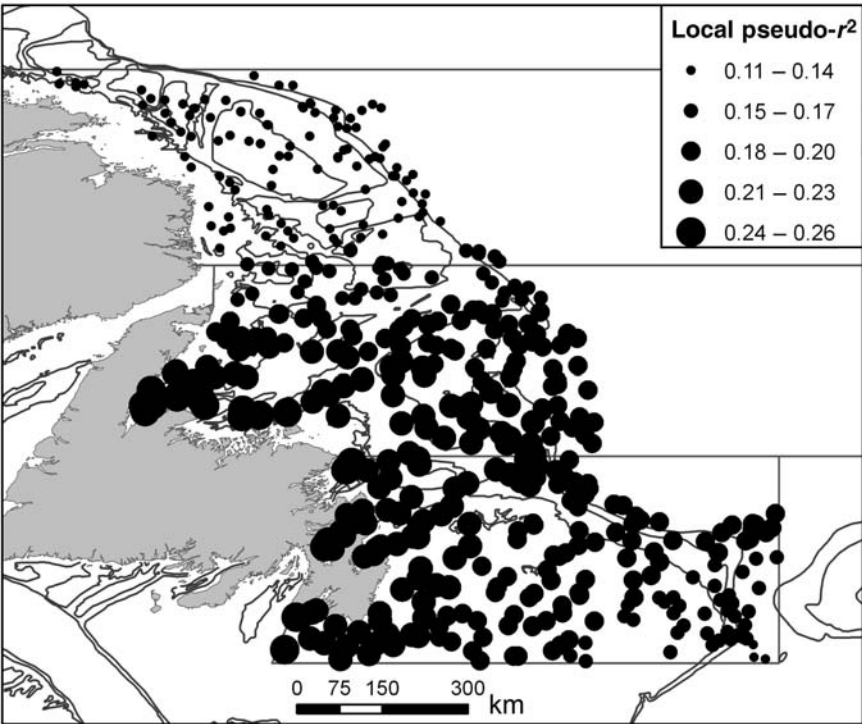 Local pseudo-r²
0.11 – 0.14
0.15 – 0.17
0.18 – 0.20
0.21 – 0.23
0.24 – 0.26
0 75 150 300 km